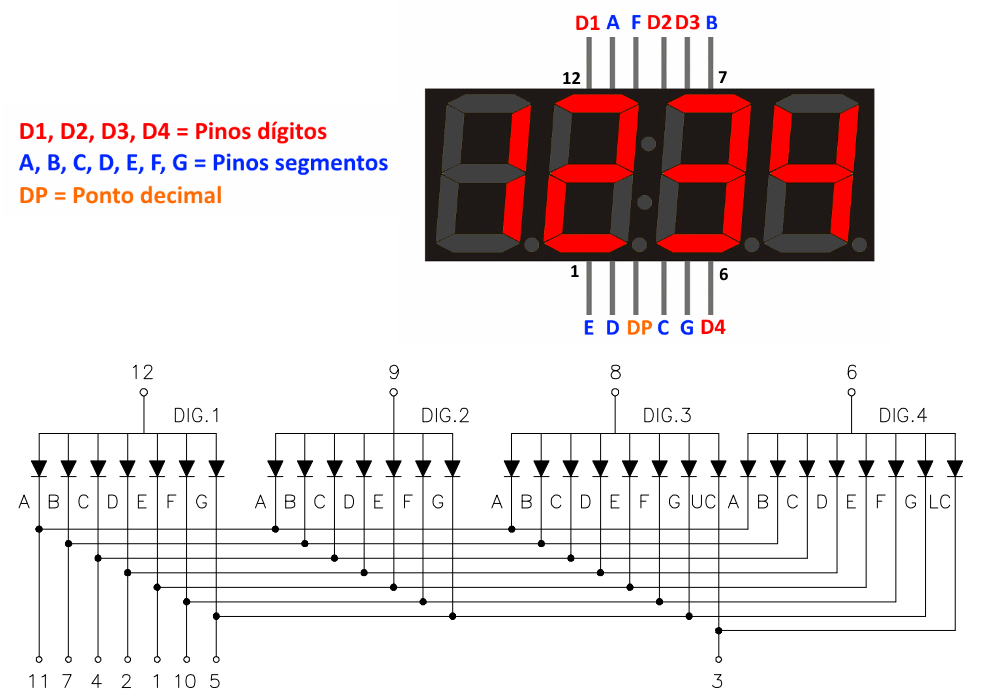 D1 A F D2 D3 B
12 7
D1, D2, D3, D4 = Pinos dígitos
A, B, C, D, E, F, G = Pinos segmentos
DP = Ponto decimal
1234
1 6
E D DP C G D4
12 9 8 6
DIG.1 DIG.2 DIG.3 DIG.4
A B C D E F G A B C D E F G A B C D E F G UC A B C D E F G LC
11 7 4 2 1 10 5 3